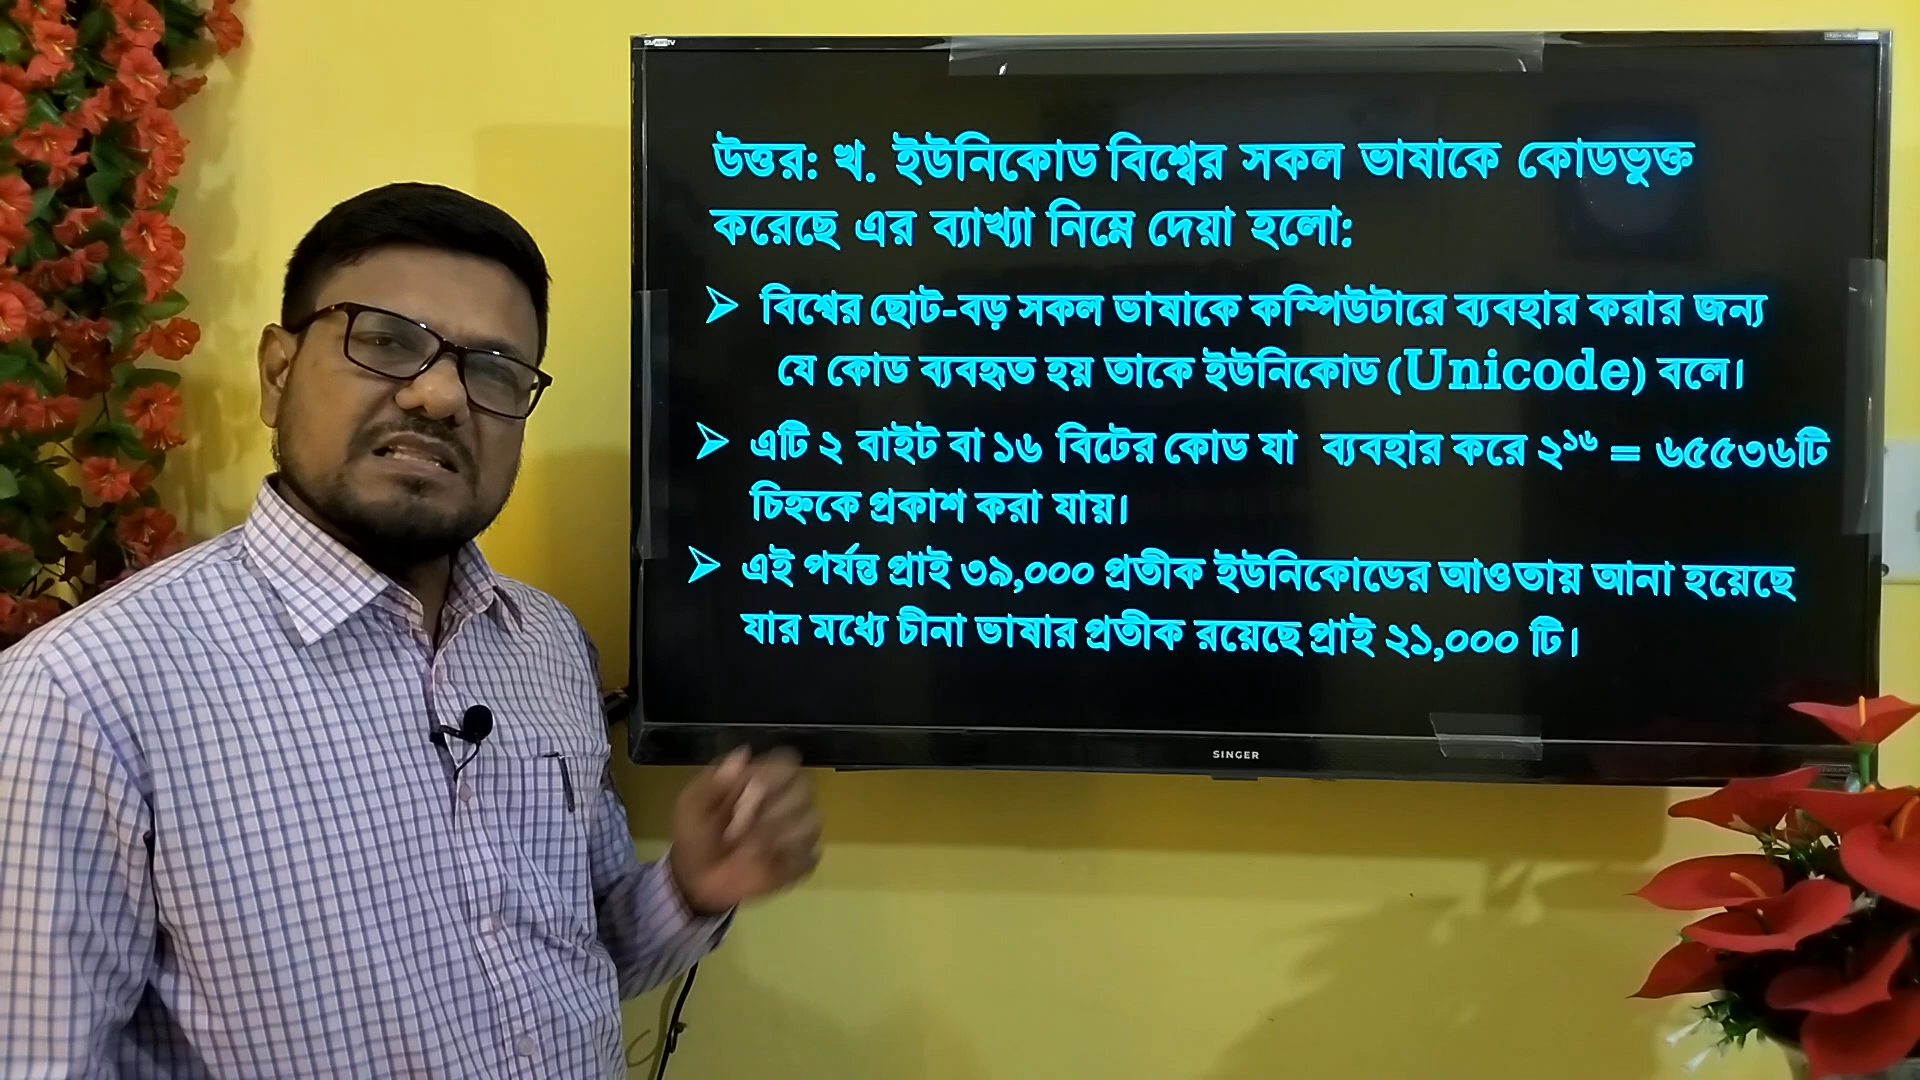 উত্তর: খ. ইউনিকোড বিশ্বের সকল ভাষাকে কোডভুক্ত
করেছে এর ব্যাখ্যা নিম্নে দেয়া হলো:
➢ বিশ্বের ছোট-বড় সকল ভাষাকে কম্পিউটারে ব্যবহার করার জন্য
যে কোড ব্যবহৃত হয় তাকে ইউনিকোড (Unicode) বলে।
➢ এটি ২ বাইট বা ১৬ বিটের কোড যা ব্যবহার করে ২¹⁶ = ৬৫৫৩৬টি
চিহ্নকে প্রকাশ করা যায়।
➢ এই পর্যন্ত প্রাই ৩৯,০০০ প্রতীক ইউনিকোডের আওতায় আনা হয়েছে
যার মধ্যে চীনা ভাষার প্রতীক রয়েছে প্রাই ২১,০০০ টি।
SINGER